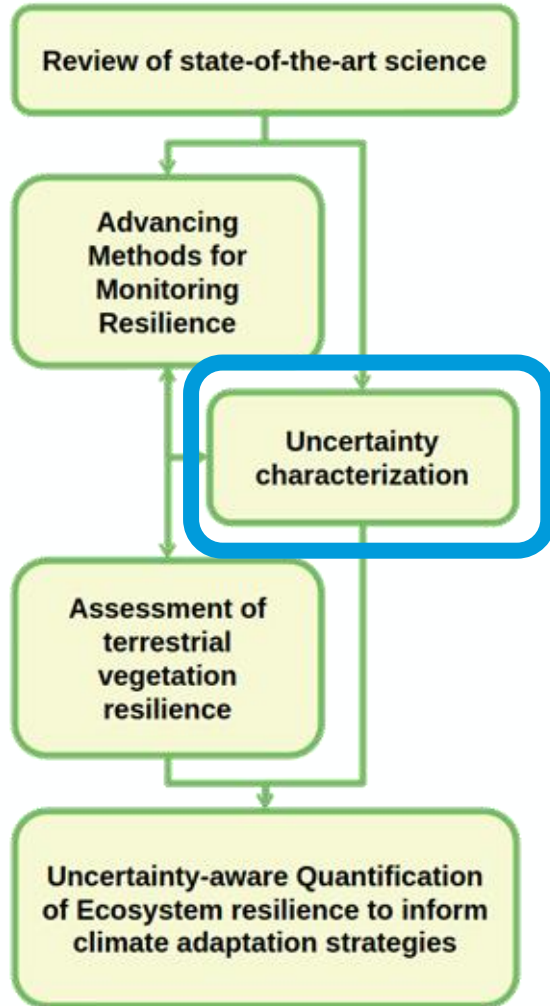 Review of state-of-the-art science
Advancing
Methods for
Monitoring
Resilience
Uncertainty
characterization
Assessment of
terrestrial
vegetation
resilience
Uncertainty-aware Quantification
of Ecosystem resilience to inform
climate adaptation strategies